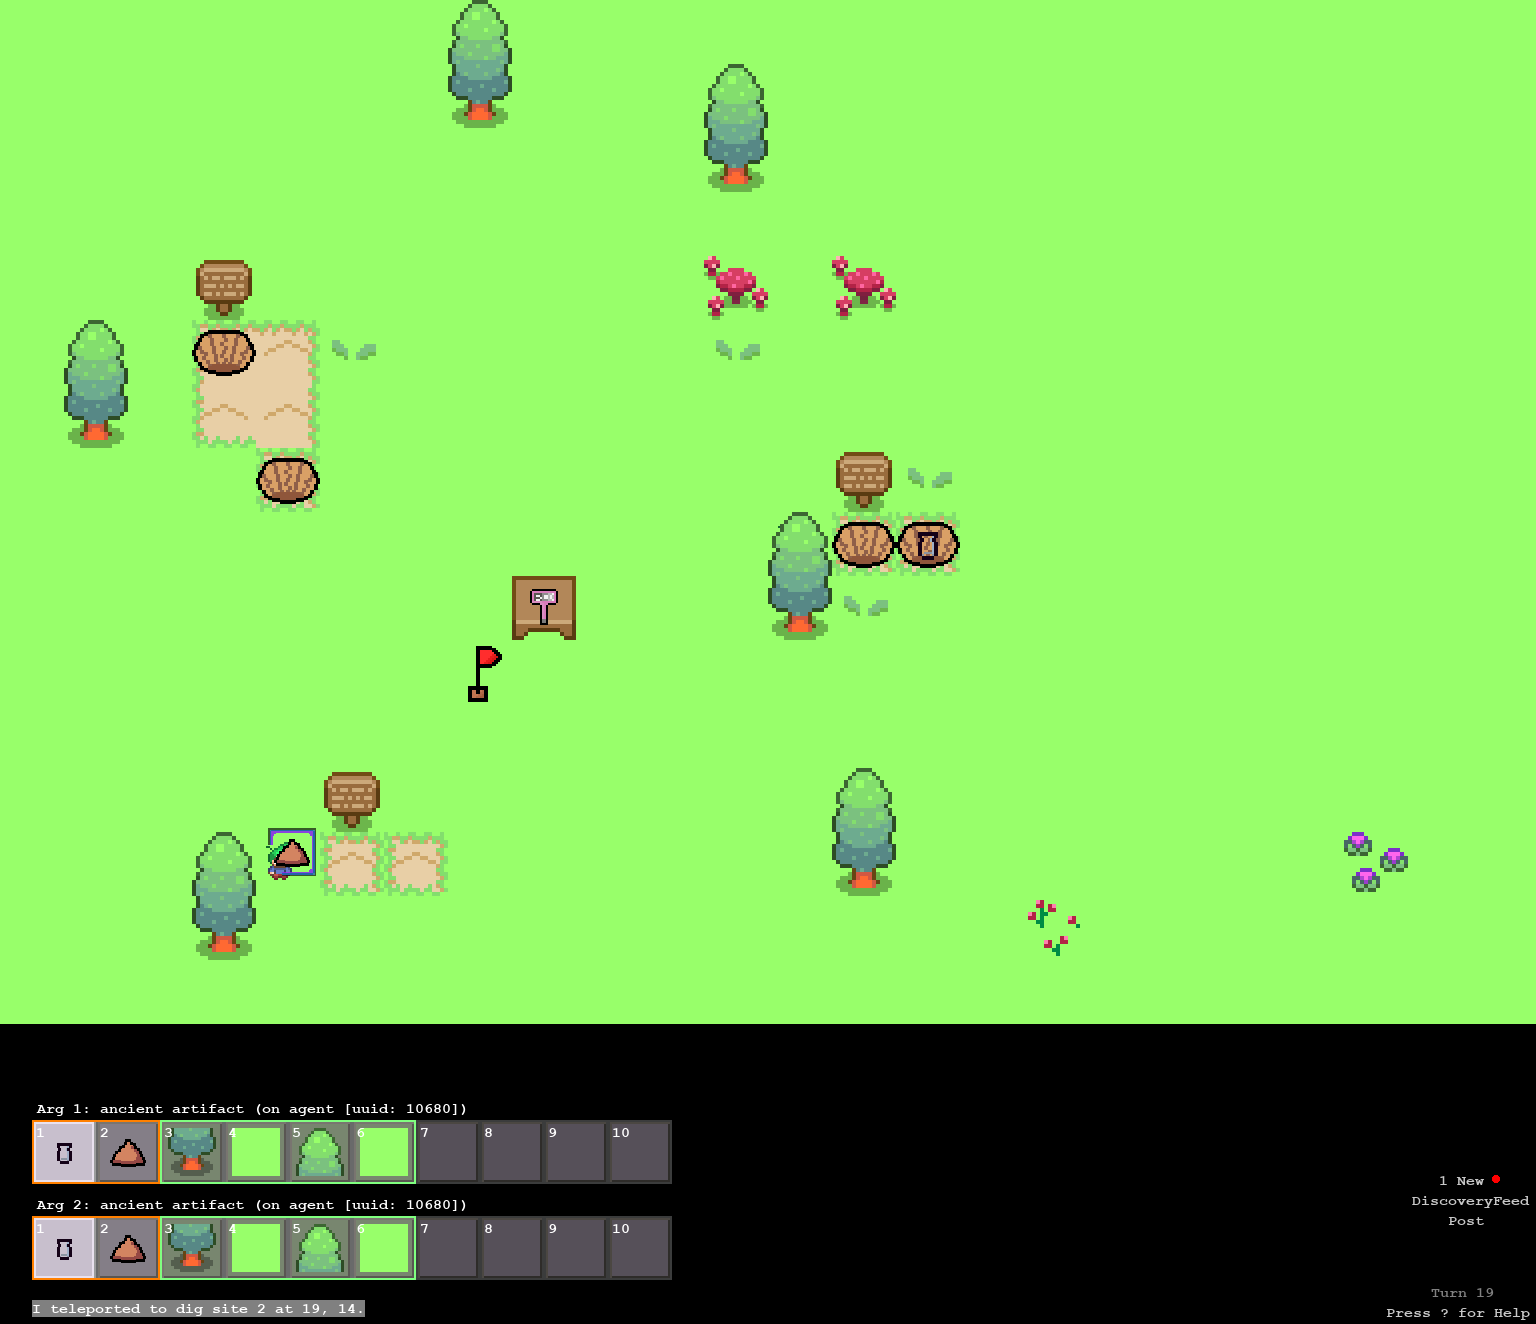 Arg 1: ancient artifact (on agent [uuid: 10680])
1 2 3 4 5 6 7 8 9 10
Arg 2: ancient artifact (on agent [uuid: 10680])
1 2 3 4 5 6 7 8 9 10
1 New
DiscoveryFeed
Post
I teleported to dig site 2 at 19, 14.
Turn 19
Press ? for Help